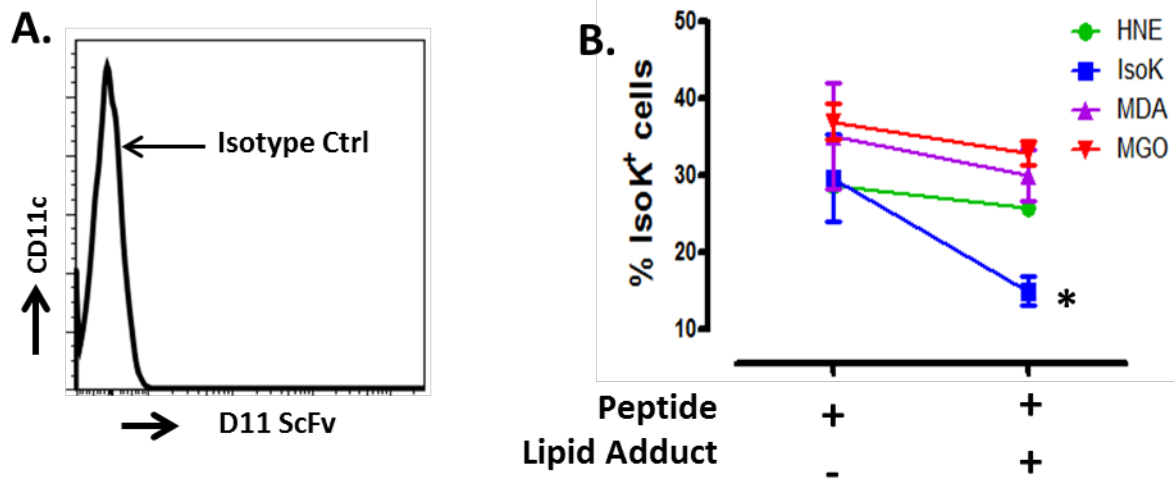 A.
Isotype Ctrl
CD11c
D11 ScFv
B.
% IsoK+ cells
50
40
30
20
10
HNE
IsoK
MDA
MGO
*
Peptide + +
Lipid Adduct - +